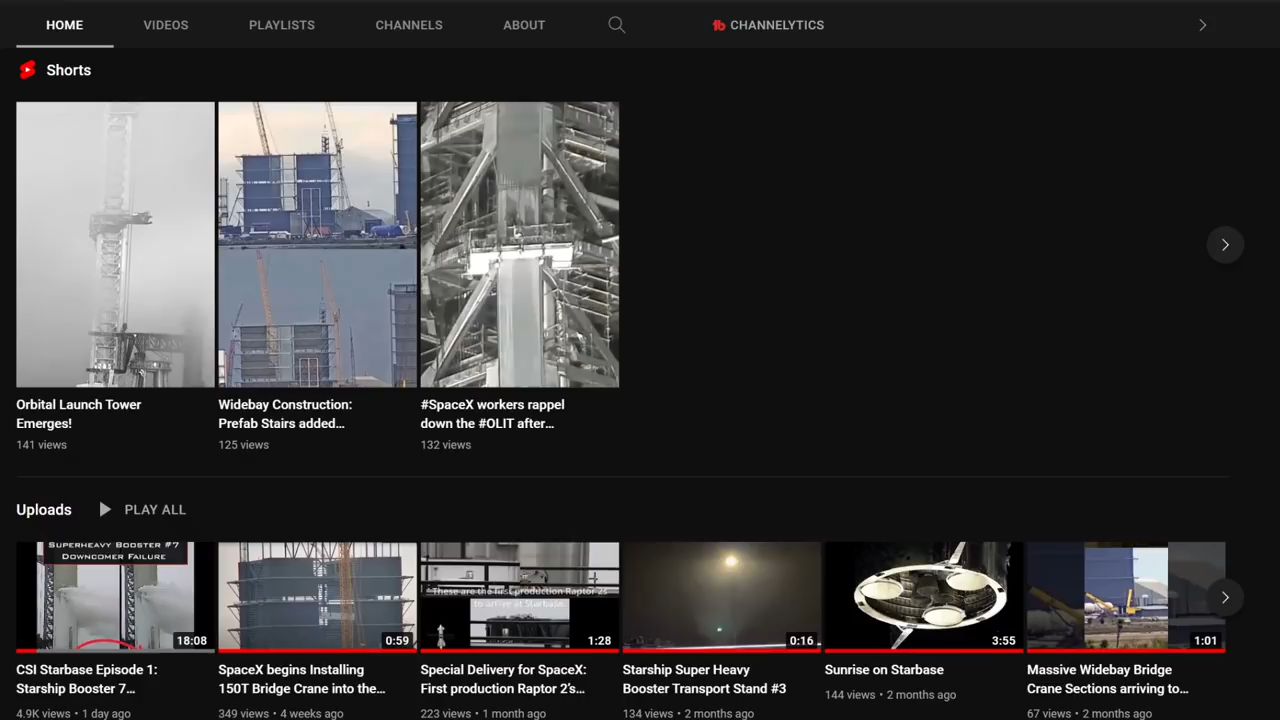 HOME VIDEOS PLAYLISTS CHANNELS ABOUT CHANNELYTICS
Shorts
Orbital Launch Tower
Emerges!
141 views
Widebay Construction:
Prefab Stairs added...
125 views
#SpaceX workers rappel
down the #OLIT after...
132 views
Uploads PLAY ALL
Superheavy Booster #7
Downcomer Failure
18:08
CSI Starbase Episode 1:
Starship Booster 7...
4.9K views • 1 day ago
0:59
SpaceX begins Installing
150T Bridge Crane into the...
349 views • 4 weeks ago
These are the first production Raptor 2s
to arrive at Starbase.
1:28
Special Delivery for SpaceX:
First production Raptor 2's...
223 views • 1 month ago
0:16
Starship Super Heavy
Booster Transport Stand #3
134 views • 2 months ago
3:55
Sunrise on Starbase
144 views • 2 months ago
1:01
Massive Widebay Bridge
Crane Sections arriving to...
67 views • 2 months ago